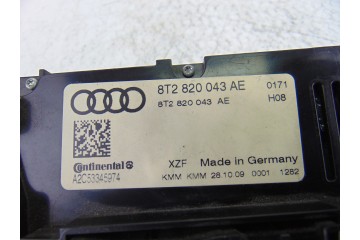 8T2 820 043 AE 0171
8T2 820 043 AE H08
Continental
A2C53345974
XZF Made in Germany
KMM KMM 28.10.09 0001 1282